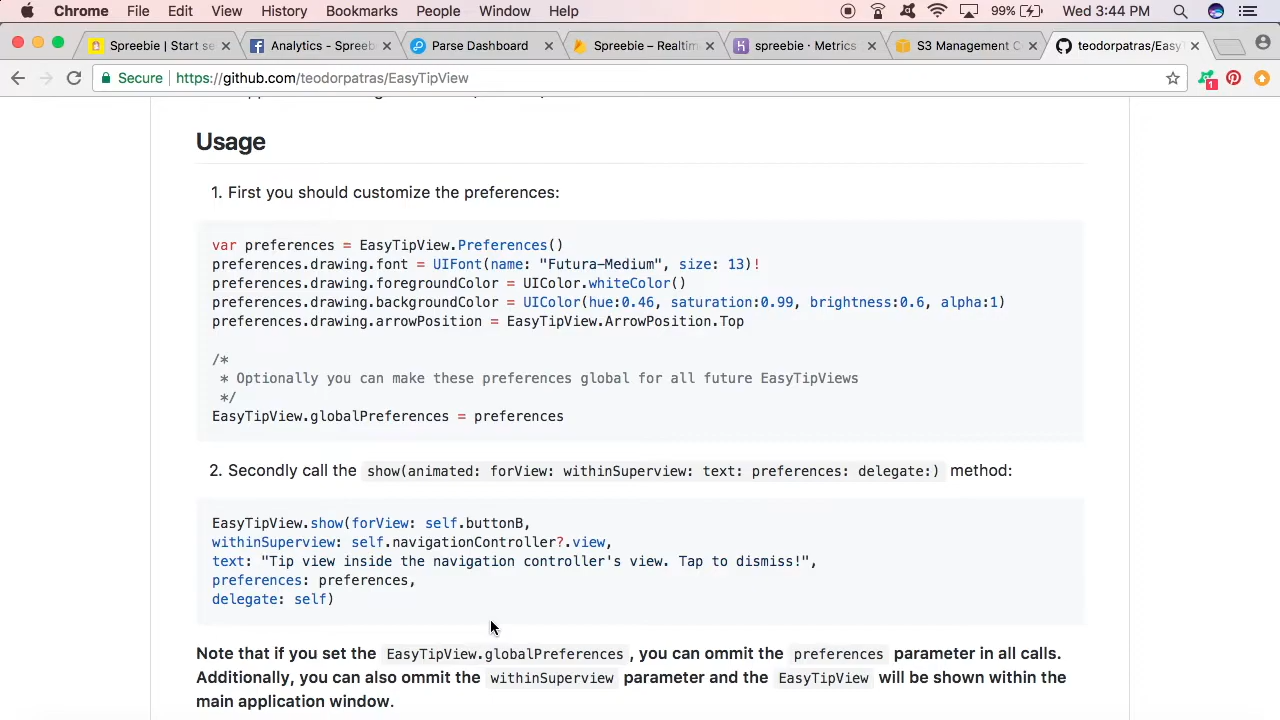 Chrome File Edit View History Bookmarks People Window Help 99% Wed 3:44 PM
Spreebie | Start se Analytics - Spreeb Parse Dashboard Spreebie – Realtim spreebie · Metrics S3 Management C teodorpatras/EasyT
Secure https://github.com/teodorpatras/EasyTipView 1
Usage
1. First you should customize the preferences:
var preferences = EasyTipView.Preferences()
preferences.drawing.font = UIFont(name: "Futura-Medium", size: 13)!
preferences.drawing.foregroundColor = UIColor.whiteColor()
preferences.drawing.backgroundColor = UIColor(hue:0.46, saturation:0.99, brightness:0.6, alpha:1)
preferences.drawing.arrowPosition = EasyTipView.ArrowPosition.Top
/*
* Optionally you can make these preferences global for all future EasyTipViews
*/
EasyTipView.globalPreferences = preferences
2. Secondly call the show(animated: forView: withinSuperview: text: preferences: delegate:) method:
EasyTipView.show(forView: self.buttonB,
withinSuperview: self.navigationController?.view,
text: "Tip view inside the navigation controller's view. Tap to dismiss!",
preferences: preferences,
delegate: self)
Note that if you set the EasyTipView.globalPreferences , you can ommit the preferences parameter in all calls.
Additionally, you can also ommit the withinSuperview parameter and the EasyTipView will be shown within the
main application window.